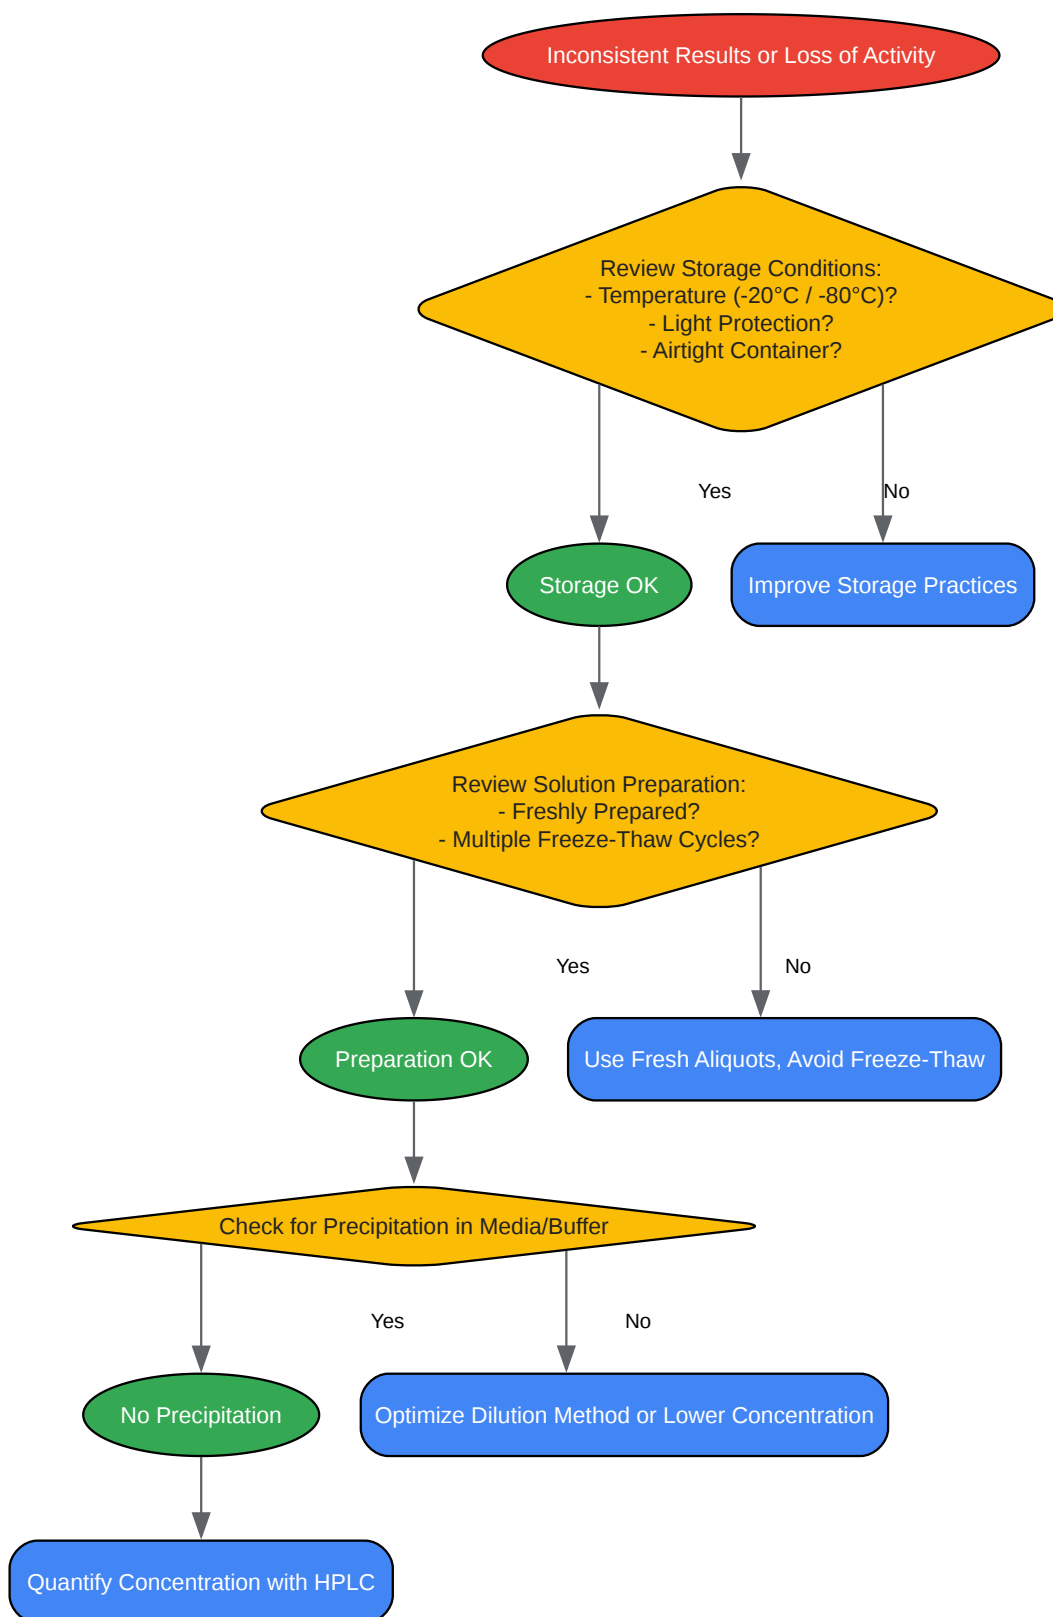 Inconsistent Results or Loss of Activity
Review Storage Conditions:
- Temperature (-20°C / -80°C)?
- Light Protection?
- Airtight Container?
Yes
No
Storage OK
Improve Storage Practices
Review Solution Preparation:
- Freshly Prepared?
- Multiple Freeze-Thaw Cycles?
Yes
No
Preparation OK
Use Fresh Aliquots, Avoid Freeze-Thaw
Check for Precipitation in Media/Buffer
Yes
No
No Precipitation
Optimize Dilution Method or Lower Concentration
Quantify Concentration with HPLC